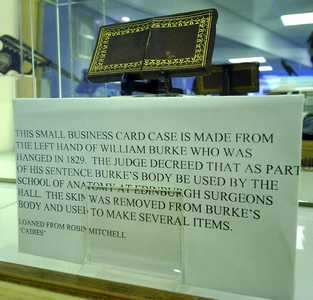 THIS SMALL BUSINESS CARD CASE IS MADE FROM
THE LEFT HAND OF WILLIAM BURKE WHO WAS
HANGED IN 1829. THE JUDGE DECREED THAT AS PART
OF HIS SENTENCE BURKE'S BODY BE USED BY THE
SCHOOL OF ANATOMY AT EDINBURGH SURGEONS
HALL. THE SKIN WAS REMOVED FROM BURKE'S
BODY AND USED TO MAKE SEVERAL ITEMS.
LOANED FROM ROBIN MITCHELL
'CADIES'